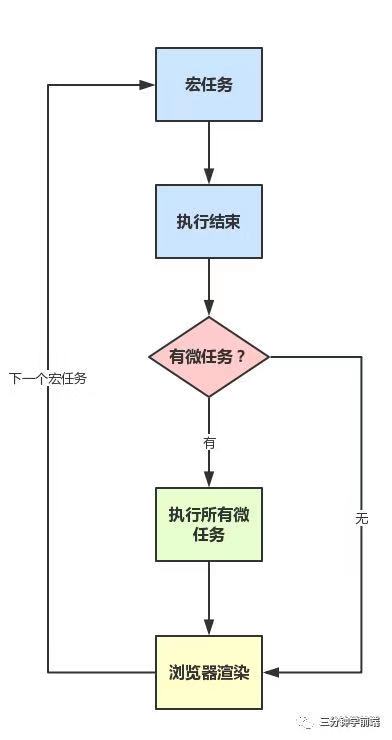 宏任务
执行结束
有微任务？
下一个宏任务
有
执行所有微
任务
无
浏览器渲染
三分钟学前端